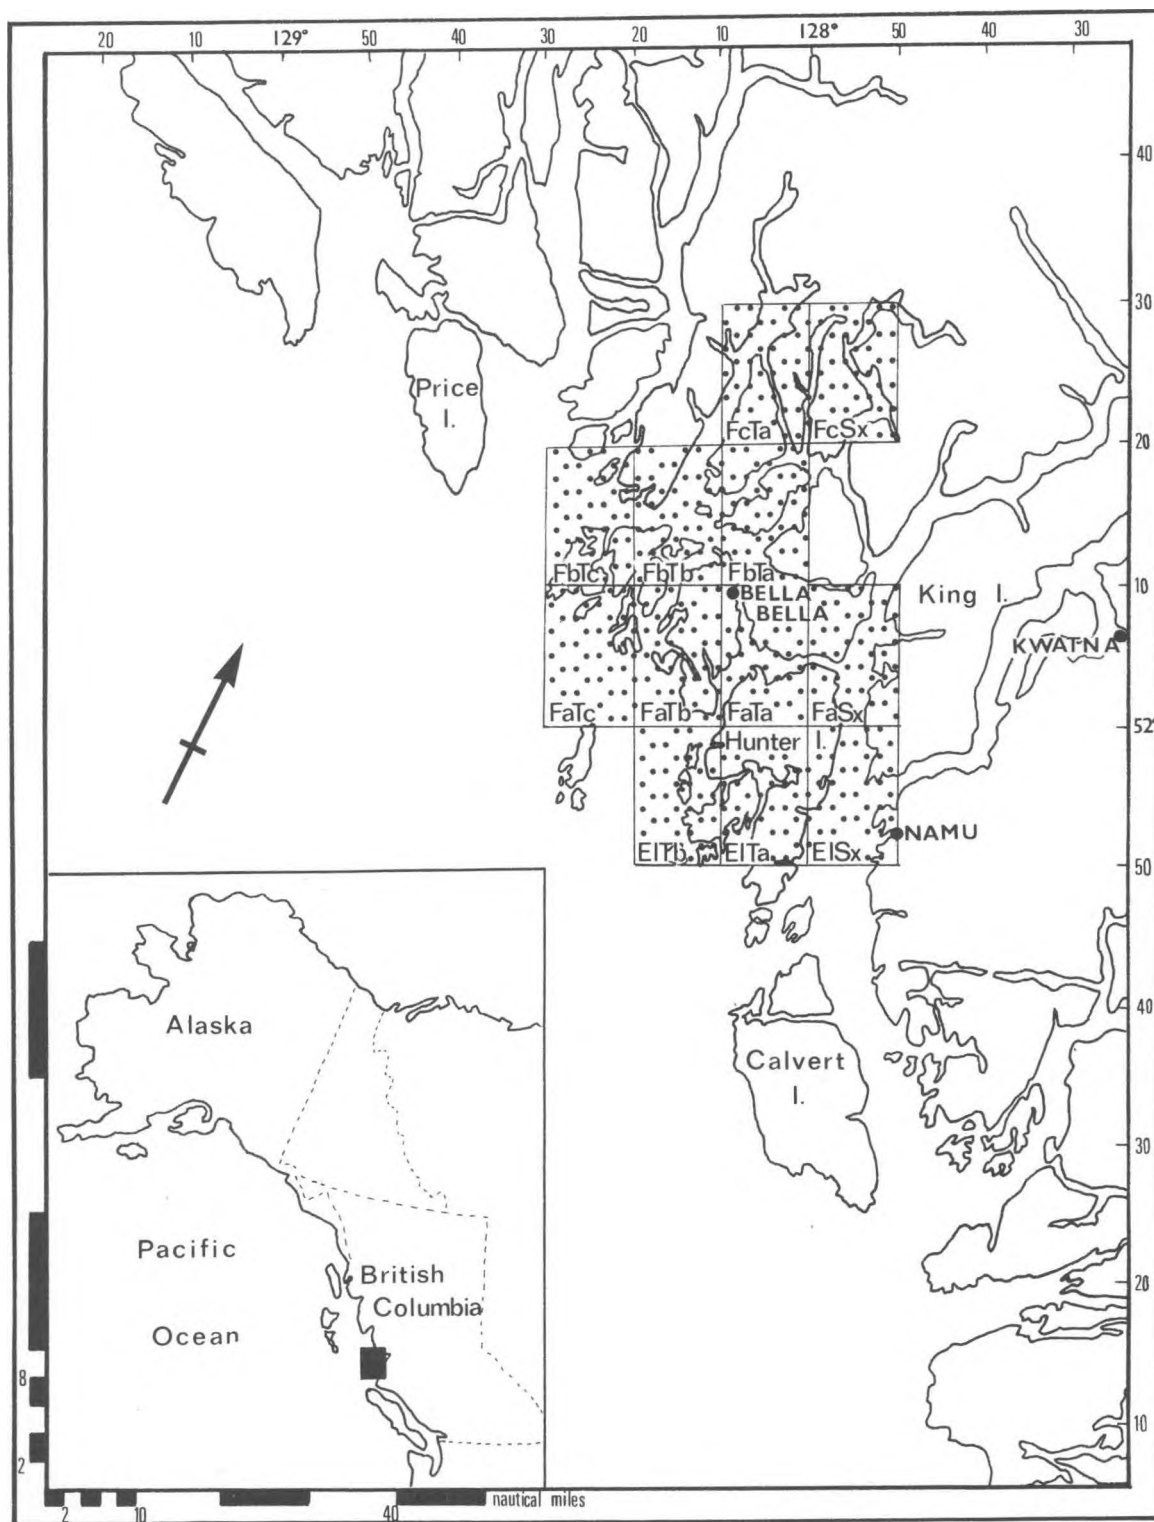 20 10 129° 50 40 30 20 10 128° 50 40 30
40
30
Price
I.
FcTa FcSx
20
FbTc FbTb FbTa
10
BELLA
BELLA
King I.
KWATNA
FaTc FaTb FaTa FaSx
52°
Hunter I.
NAMU
ElTb ElTa ElSx
50
Alaska
40
Calvert
I.
30
Pacific
Ocean
British
Columbia
20
10
8
2
2 10 40 nautical miles